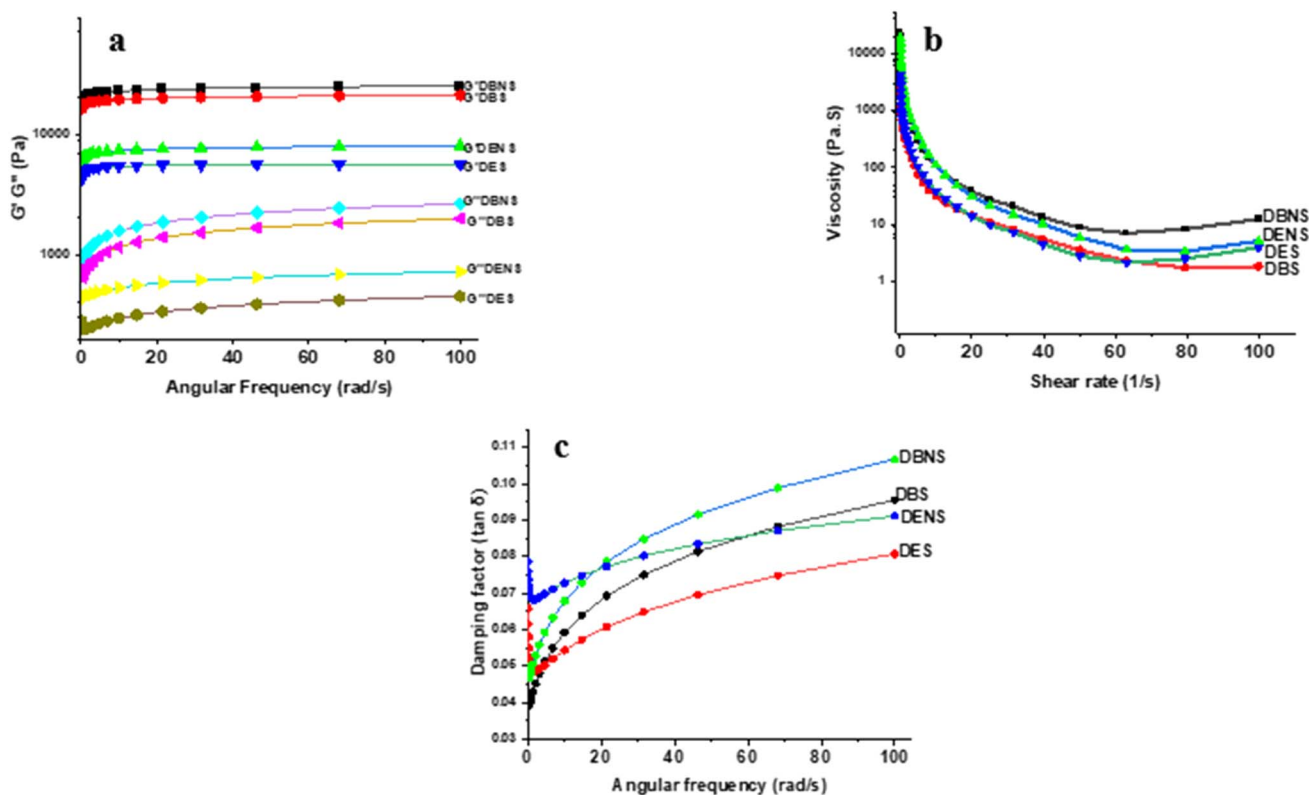 a
G' G'' (Pa)
10000
1000
G'DBNS
G'DBS
G'DENS
G'DES
G''DBNS
G''DBS
G''DENS
G''DES
0 20 40 60 80 100
Angular Frequency (rad/s)
b
Viscosity (Pa. S)
10000
1000
100
10
1
DBNS
DENS
DES
DBS
0 20 40 60 80 100
Shear rate (1/s)
c
Damping factor (tan δ)
0.11
0.10
0.09
0.08
0.07
0.06
0.05
0.04
0.03
DBNS
DBS
DENS
DES
0 20 40 60 80 100
Angular frequency (rad/s)